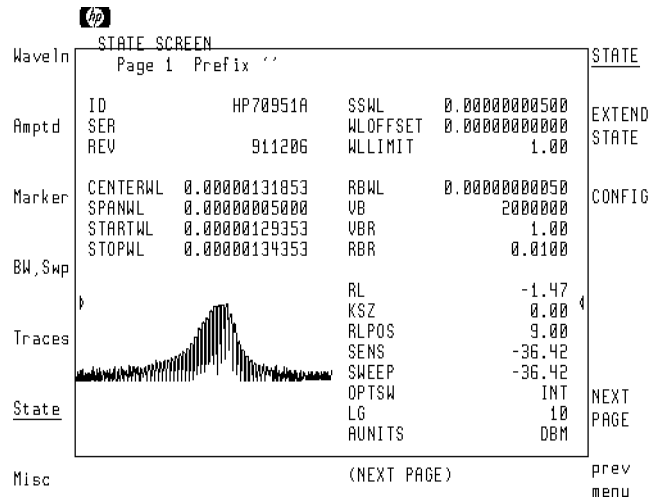 hp
STATE SCREEN
Page 1 Prefix ''
ID HP70951A
SER
REV 911206
CENTERWL 0.00000131853
SPANWL 0.00000005000
STARTWL 0.00000129353
STOPWL 0.00000134353
SSWL 0.00000000500
WLOFFSET 0.00000000000
WLLIMIT 1.00
RBWL 0.00000000050
VB 2000000
VBR 1.00
RBR 0.0100
RL -1.47
KSZ 0.00
RLPOS 9.00
SENS -36.42
SWEEP -36.42
OPTSW INT
LG 10
AUNITS DBM
(NEXT PAGE)
Waveln
Amptd
Marker
BW,Swp
Traces
State
Misc
STATE
EXTEND
STATE
CONFIG
NEXT
PAGE
prev
menu